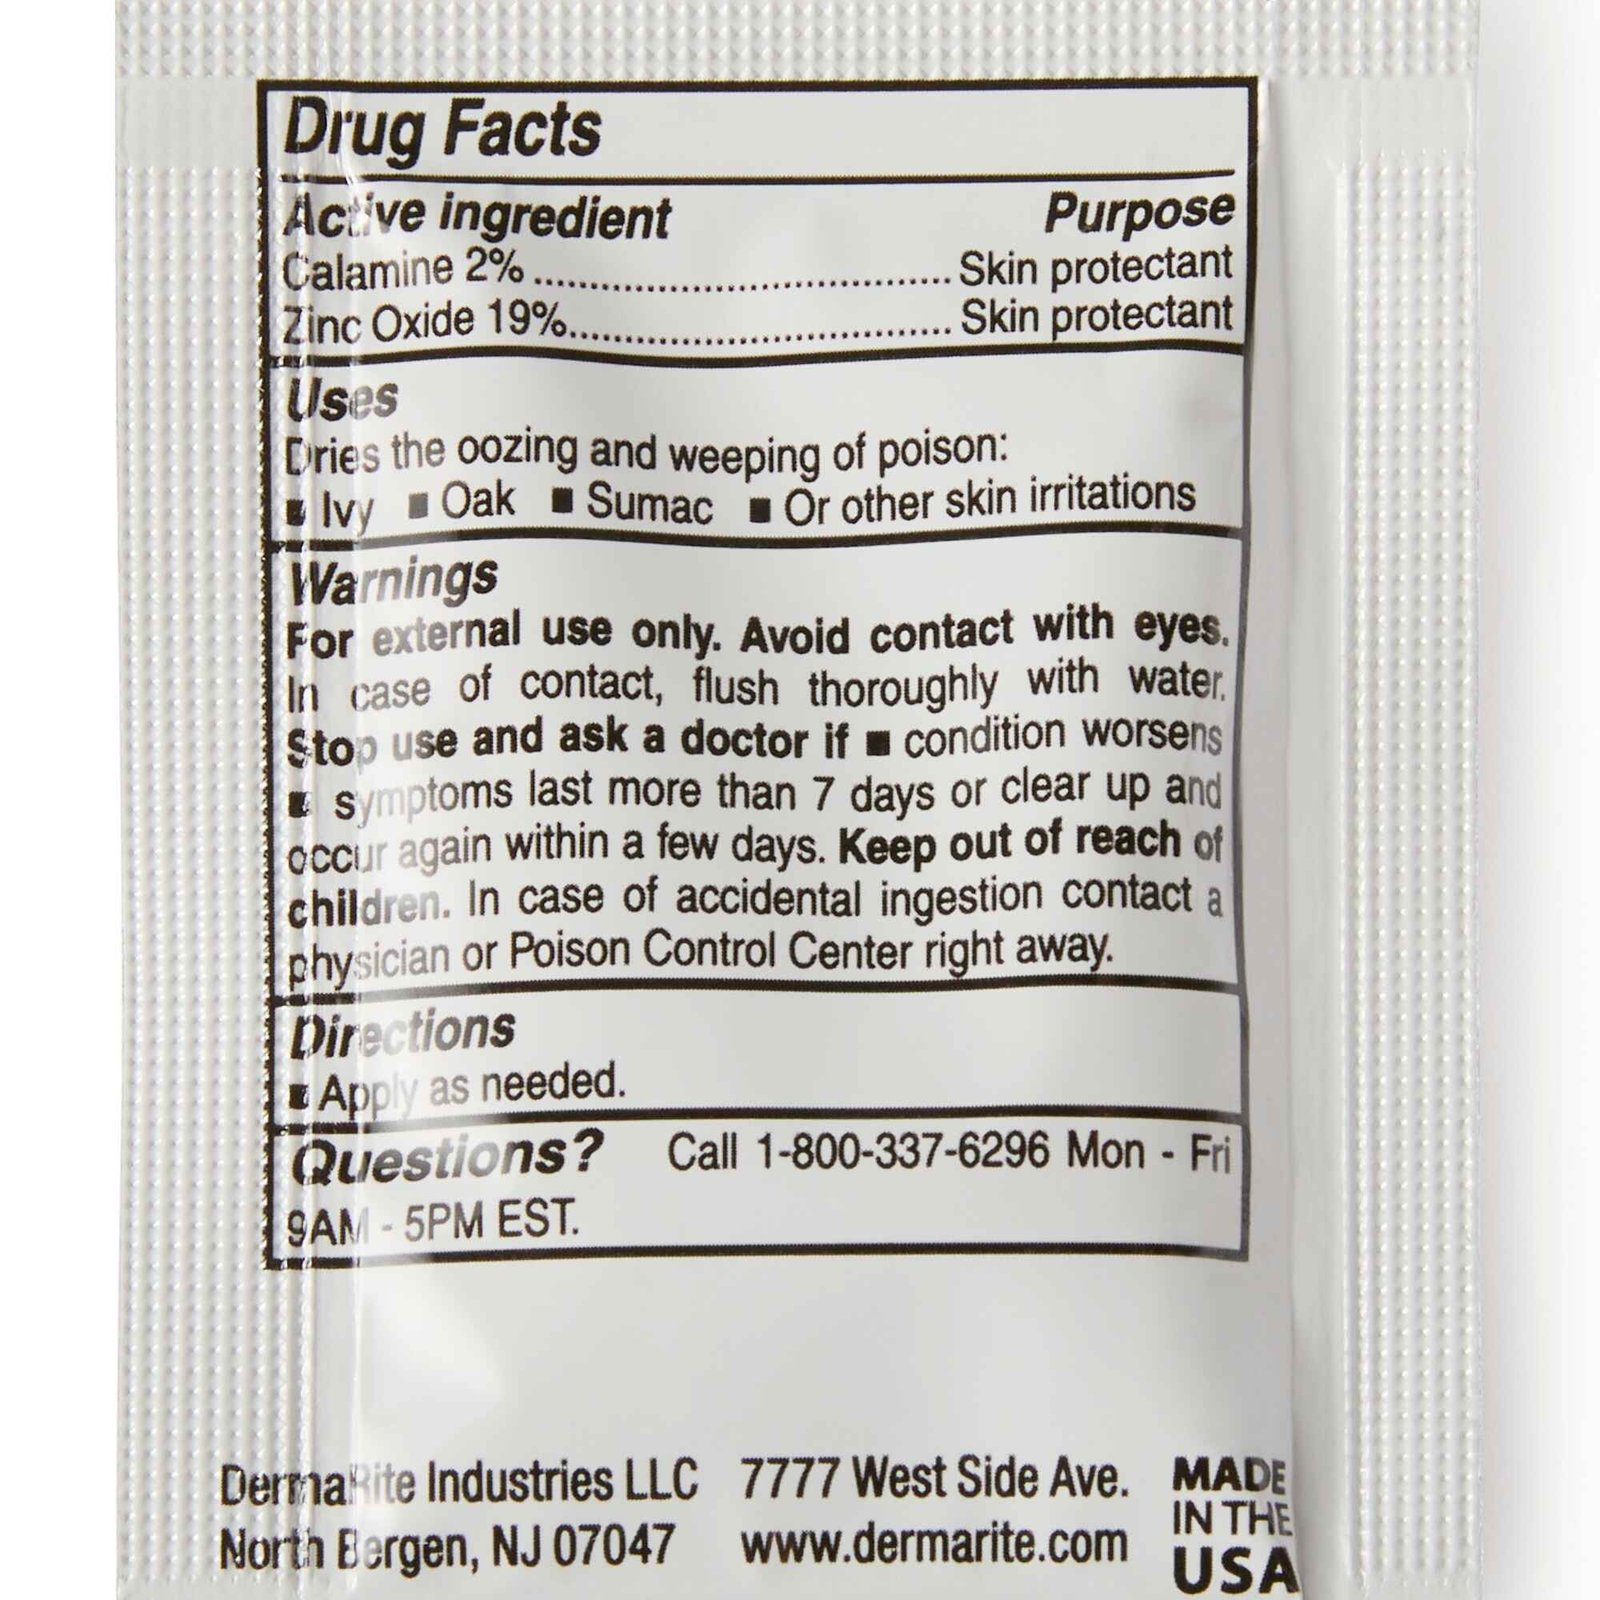 Drug Facts
Active ingredient Purpose
Calamine 2%.....................................Skin protectant
Zinc Oxide 19%..................................Skin protectant
Uses
Dries the oozing and weeping of poison:
■ Ivy ■ Oak ■ Sumac ■ Or other skin irritations
Warnings
For external use only. Avoid contact with eyes.
In case of contact, flush thoroughly with water.
Stop use and ask a doctor if ■ condition worsens
■ symptoms last more than 7 days or clear up and
occur again within a few days. Keep out of reach of
children. In case of accidental ingestion contact a
physician or Poison Control Center right away.
Directions
■ Apply as needed.
Questions? Call 1-800-337-6296 Mon - Fri
9AM - 5PM EST.
DermaRite Industries LLC 7777 West Side Ave.
North Bergen, NJ 07047 www.dermarite.com
MADE
IN THE
USA